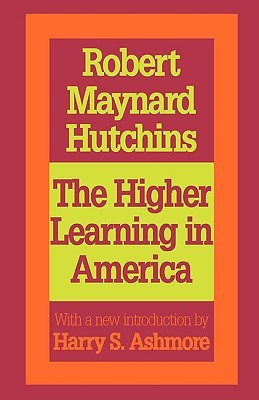 Robert
Maynard
Hutchins
The Higher
Learning in
America
With a new introduction by
Harry S. Ashmore